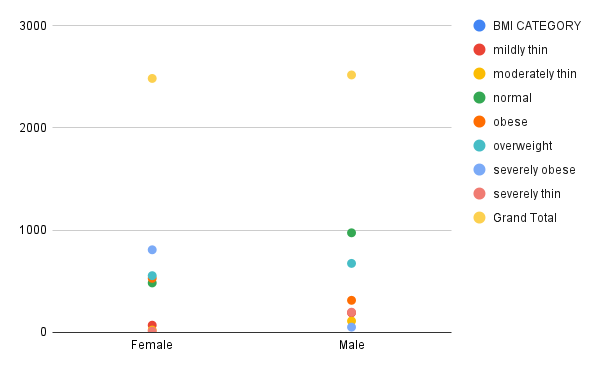 3000
2000
1000
0
Female
Male
BMI CATEGORY
mildly thin
moderately thin
normal
obese
overweight
severely obese
severely thin
Grand Total